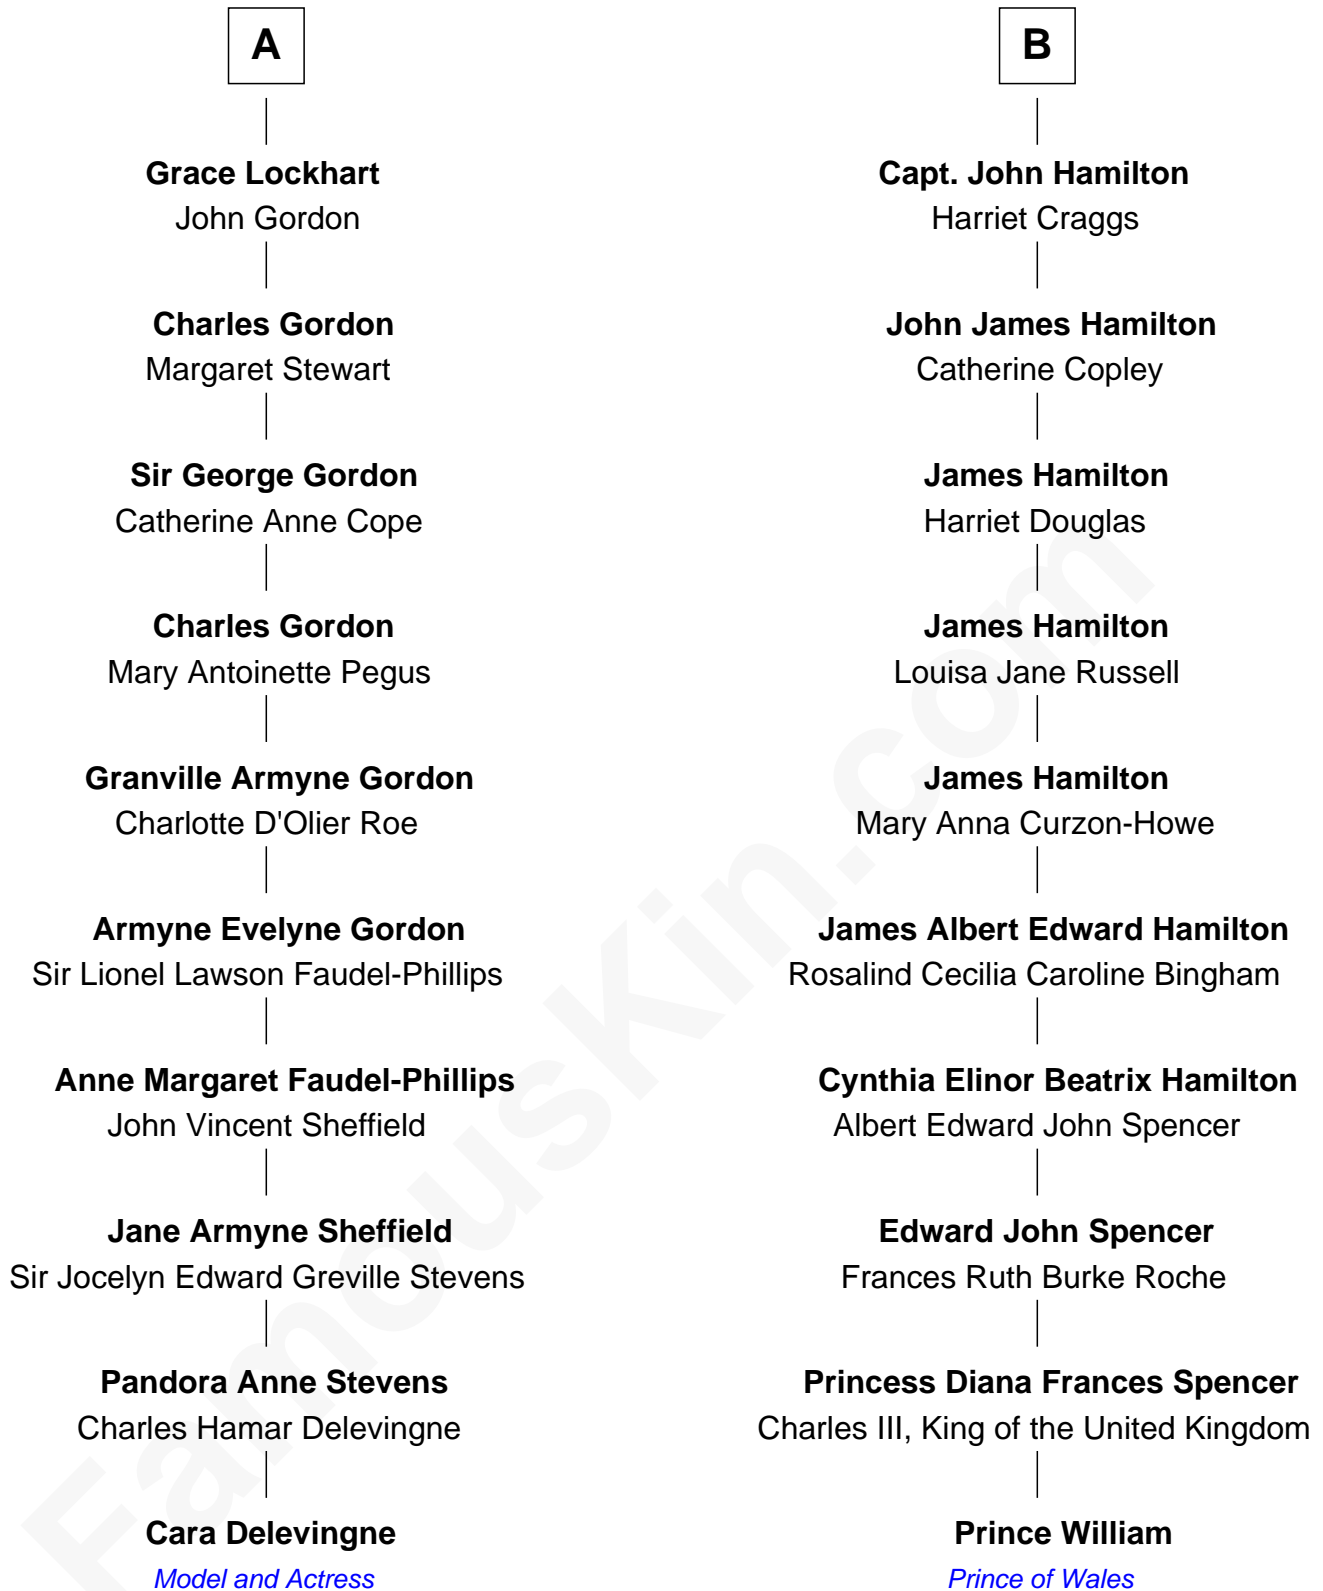 A
Grace Lockhart
John Gordon
Charles Gordon
Margaret Stewart
Sir George Gordon
Catherine Anne Cope
Charles Gordon
Mary Antoinette Pegus
Granville Armyne Gordon
Charlotte D'Olier Roe
Armyne Evelyne Gordon
Sir Lionel Lawson Faudel-Phillips
Anne Margaret Faudel-Phillips
John Vincent Sheffield
Jane Armyne Sheffield
Sir Jocelyn Edward Greville Stevens
Pandora Anne Stevens
Charles Hamar Delevingne
Cara Delevingne
Model and Actress
B
Capt. John Hamilton
Harriet Craggs
John James Hamilton
Catherine Copley
James Hamilton
Harriet Douglas
James Hamilton
Louisa Jane Russell
James Hamilton
Mary Anna Curzon-Howe
James Albert Edward Hamilton
Rosalind Cecilia Caroline Bingham
Cynthia Elinor Beatrix Hamilton
Albert Edward John Spencer
Edward John Spencer
Frances Ruth Burke Roche
Princess Diana Frances Spencer
Charles III, King of the United Kingdom
Prince William
Prince of Wales
FamousKin.com